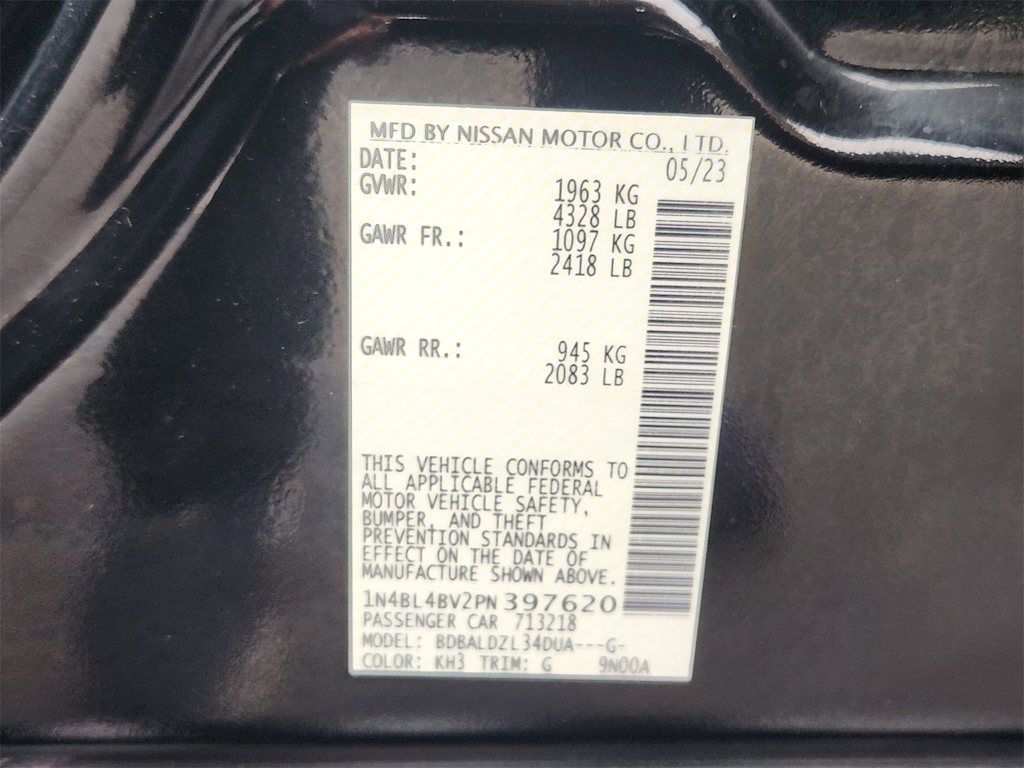 MFD BY NISSAN MOTOR CO., LTD.
DATE: 05/23
GVWR: 1963 KG
4328 LB
GAWR FR.: 1097 KG
2418 LB
GAWR RR.: 945 KG
2083 LB
THIS VEHICLE CONFORMS TO
ALL APPLICABLE FEDERAL
MOTOR VEHICLE SAFETY,
BUMPER, AND THEFT
PREVENTION STANDARDS IN
EFFECT ON THE DATE OF
MANUFACTURE SHOWN ABOVE.
1N4BL4BV2PN397620
PASSENGER CAR 713218
MODEL: BDBALDZL34DUA---G-
COLOR: KH3 TRIM: G 9N00A